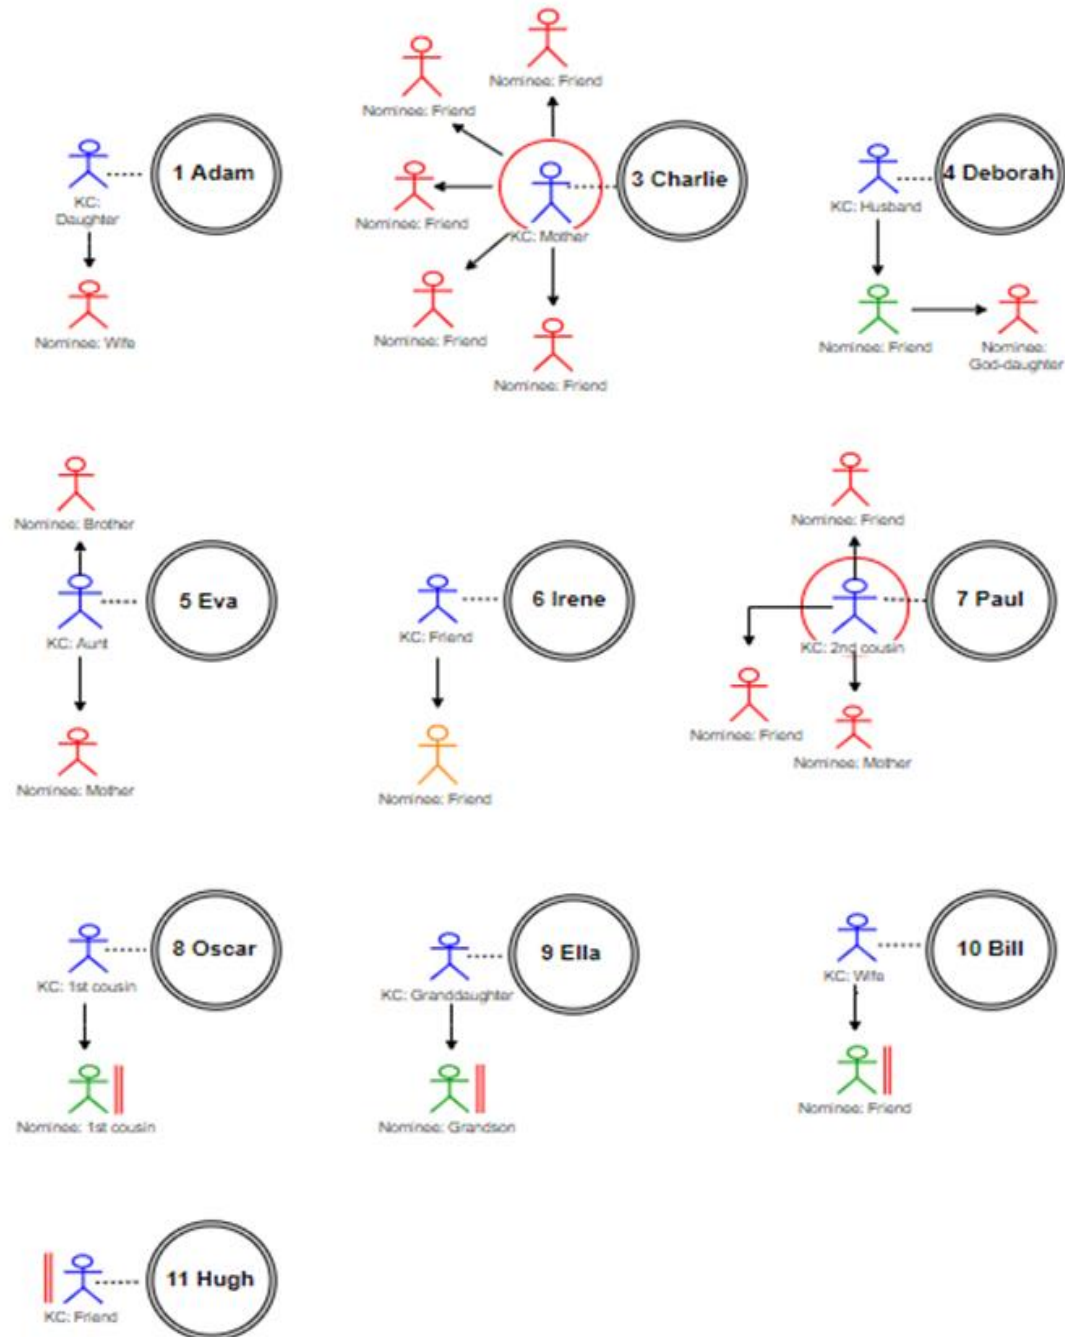 Nominee: Friend
Nominee: Friend
1 Adam
KC:
Daughter
Nominee: Wife
3 Charlie
KC: Mother
Nominee: Friend
Nominee: Friend
Nominee: Friend
4 Deborah
KC: Husband
Nominee: Friend
Nominee:
God-daughter
Nominee: Brother
5 Eva
KC: Aunt
Nominee: Mother
6 Irene
KC: Friend
Nominee: Friend
Nominee: Friend
7 Paul
KC: 2nd cousin
Nominee: Friend
Nominee: Mother
8 Oscar
KC: 1st cousin
Nominee: 1st cousin
9 Ella
KC: Granddaughter
Nominee: Grandson
10 Bill
KC: Wife
Nominee: Friend
11 Hugh
KC: Friend